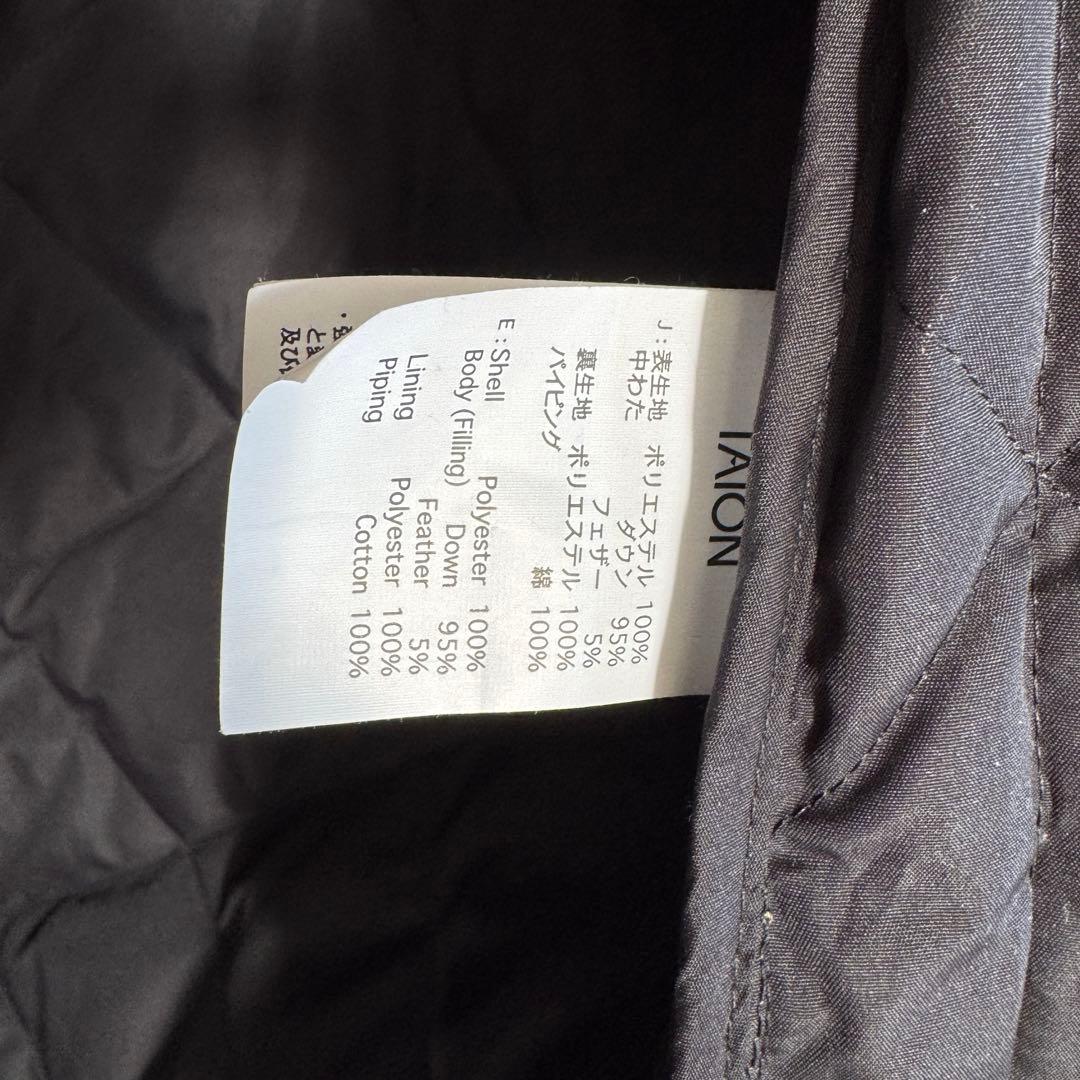 TAION
J：表生地　ポリエステル 100%
中わた　ダウン 95%
フェザー 5%
裏生地　ポリエステル 100%
パイピング　綿 100%
E：Shell Polyester 100%
Body (Filling) Down 95%
Feather 5%
Lining Polyester 100%
Piping Cotton 100%
及び